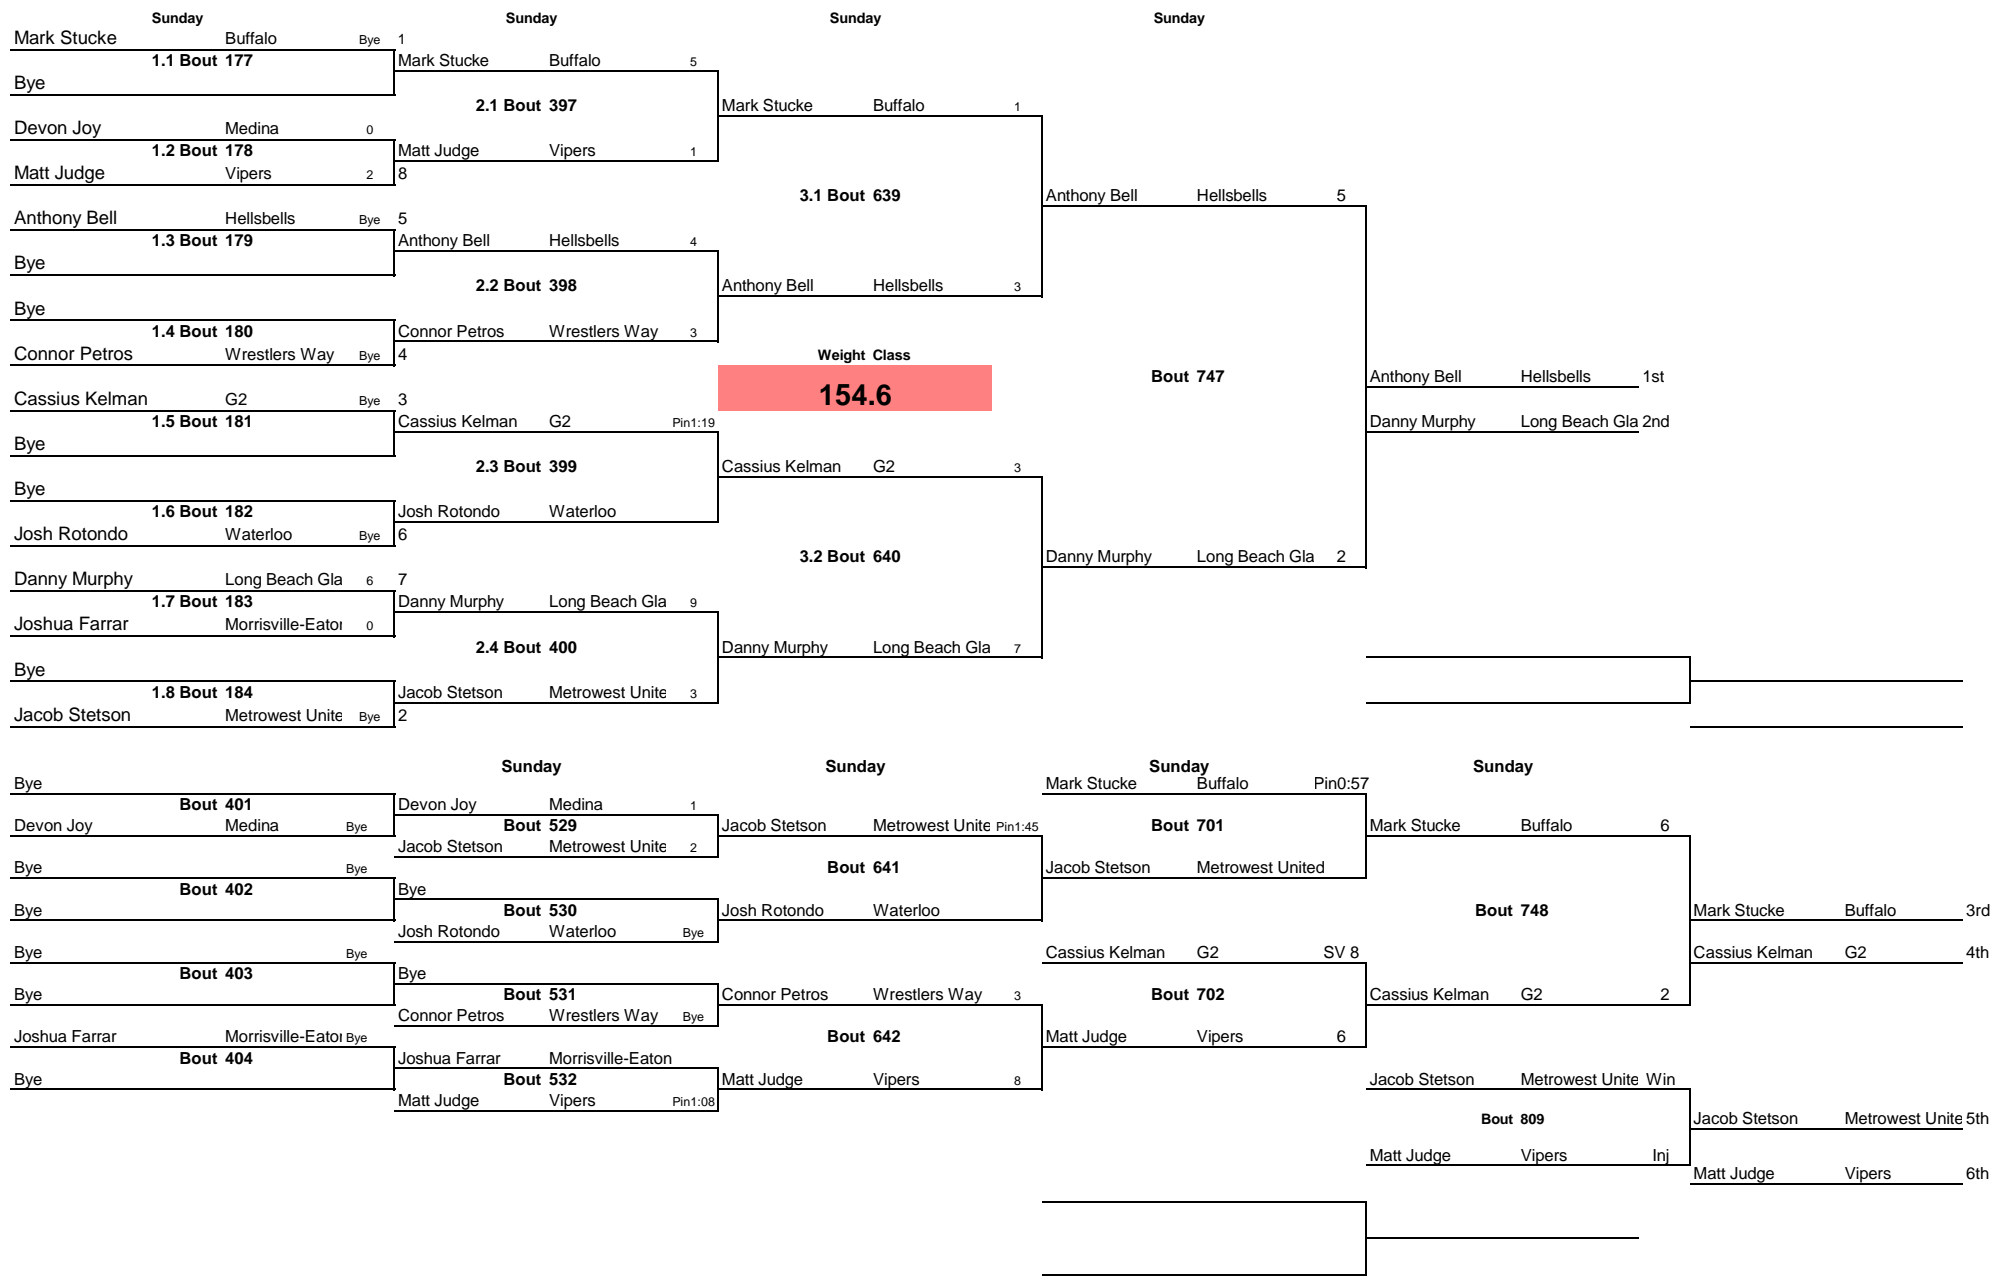 Sunday Sunday Sunday Sunday
Mark Stucke Buffalo Bye 1
1.1 Bout 177 Mark Stucke Buffalo 5
Bye
2.1 Bout 397 Mark Stucke Buffalo 1
Devon Joy Medina 0
1.2 Bout 178 Matt Judge Vipers 1
Matt Judge Vipers 2 8
3.1 Bout 639 Anthony Bell Hellsbells 5
Anthony Bell Hellsbells Bye 5
1.3 Bout 179 Anthony Bell Hellsbells 4
Bye
2.2 Bout 398 Anthony Bell Hellsbells 3
Bye
1.4 Bout 180 Connor Petros Wrestlers Way 3
Connor Petros Wrestlers Way Bye 4 Weight Class
Bout 747 Anthony Bell Hellsbells 1st
154.6
Cassius Kelman G2 Bye 3
1.5 Bout 181 Cassius Kelman G2 Pin1:19 Danny Murphy Long Beach Gla 2nd
Bye
2.3 Bout 399 Cassius Kelman G2 3
Bye
1.6 Bout 182 Josh Rotondo Waterloo
Josh Rotondo Waterloo Bye 6
3.2 Bout 640 Danny Murphy Long Beach Gla 2
Danny Murphy Long Beach Gla 6 7
1.7 Bout 183 Danny Murphy Long Beach Gla 9
Joshua Farrar Morrisville-Eator 0
2.4 Bout 400 Danny Murphy Long Beach Gla 7
Bye
1.8 Bout 184 Jacob Stetson Metrowest Unite 3
Jacob Stetson Metrowest Unite Bye 2
Sunday Sunday Sunday Sunday
Bye Mark Stucke Buffalo Pin0:57
Bout 401 Devon Joy Medina 1
Devon Joy Medina Bye Bout 529 Jacob Stetson Metrowest Unite Pin1:45 Bout 701 Mark Stucke Buffalo 6
Jacob Stetson Metrowest Unite 2
Bye Bye Bout 641 Jacob Stetson Metrowest United
Bout 402 Bye
Bye Bout 530 Josh Rotondo Waterloo Bout 748 Mark Stucke Buffalo 3rd
Josh Rotondo Waterloo Bye
Bye Bye Cassius Kelman G2 SV 8 Cassius Kelman G2 4th
Bout 403 Bye
Bye Bout 531 Connor Petros Wrestlers Way 3 Bout 702 Cassius Kelman G2 2
Connor Petros Wrestlers Way Bye
Joshua Farrar Morrisville-Eator Bye Bout 642 Matt Judge Vipers 6
Bout 404 Joshua Farrar Morrisville-Eaton
Bye Bout 532 Matt Judge Vipers 8 Jacob Stetson Metrowest Unite Win
Matt Judge Vipers Pin1:08
Bout 809 Jacob Stetson Metrowest Unite 5th
Matt Judge Vipers Inj
Matt Judge Vipers 6th